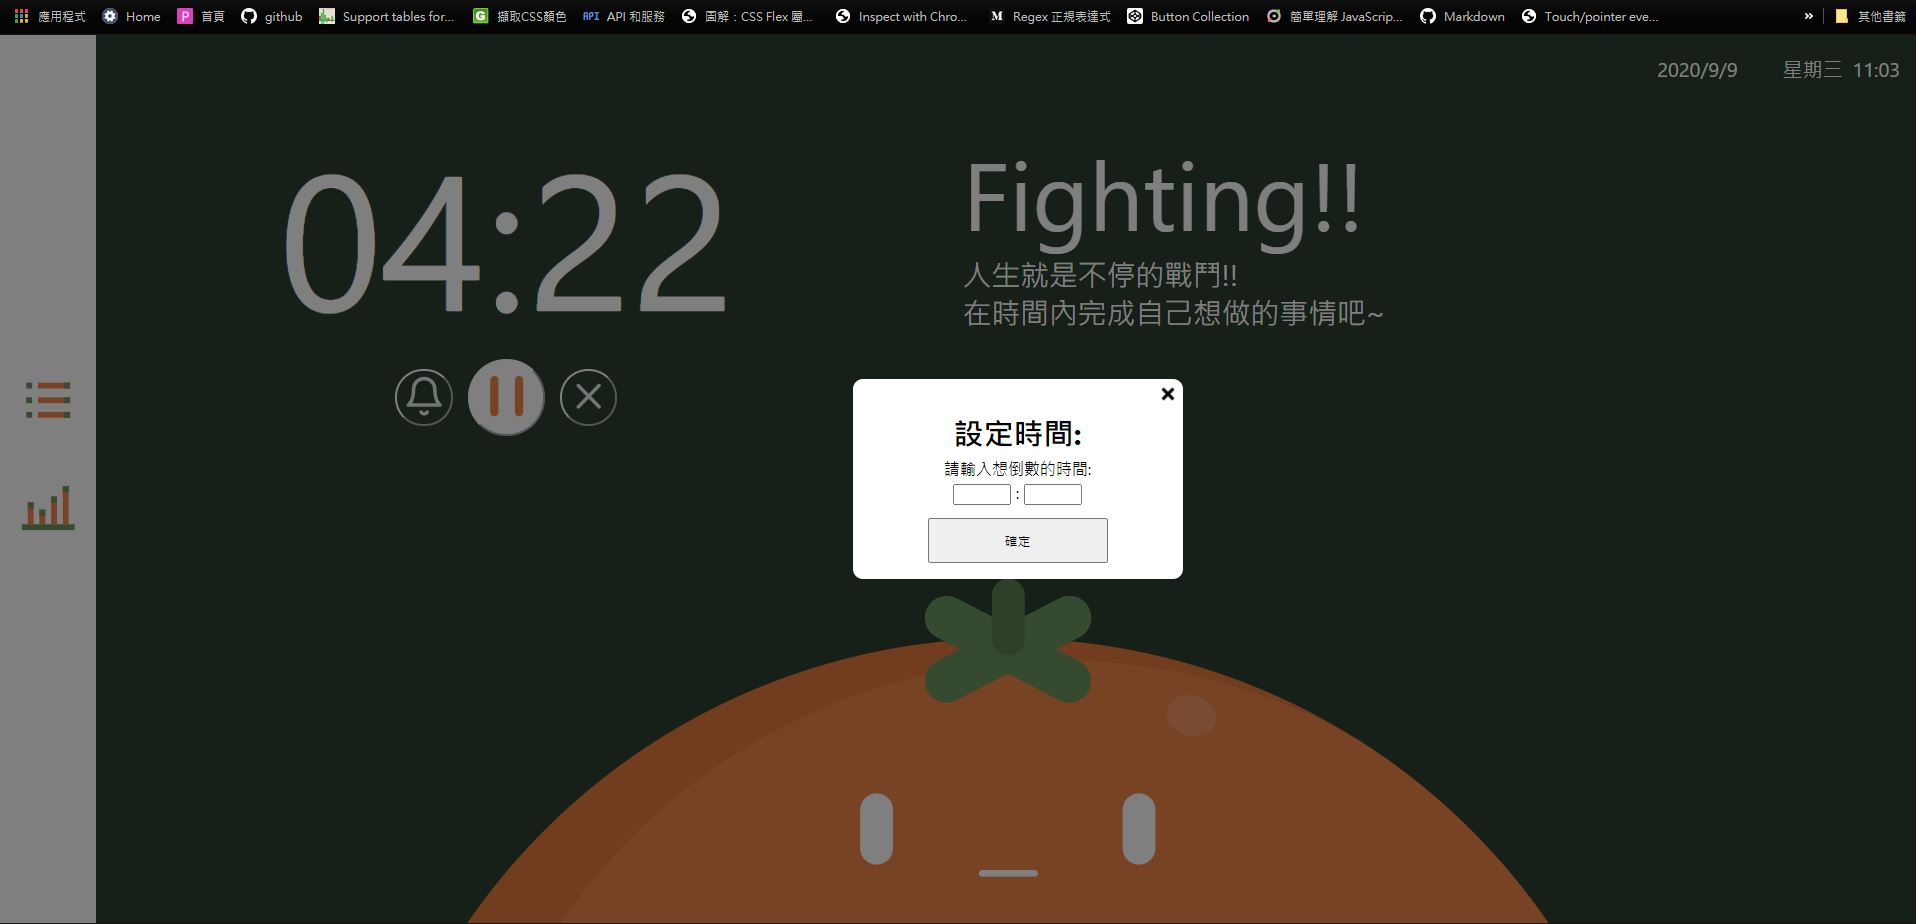 應用程式 Home 首頁 github Support tables for... 擷取CSS顏色 API API 和服務 圖解：CSS Flex 屬... Inspect with Chro... M Regex 正規表達式 Button Collection 簡單理解 JavaScrip... Markdown Touch/pointer eve... » 其他書籤
2020/9/9 星期三 11:03
04:22
Fighting!!
人生就是不停的戰鬥!!
在時間內完成自己想做的事情吧~
設定時間:
請輸入想倒數的時間:
:
確定